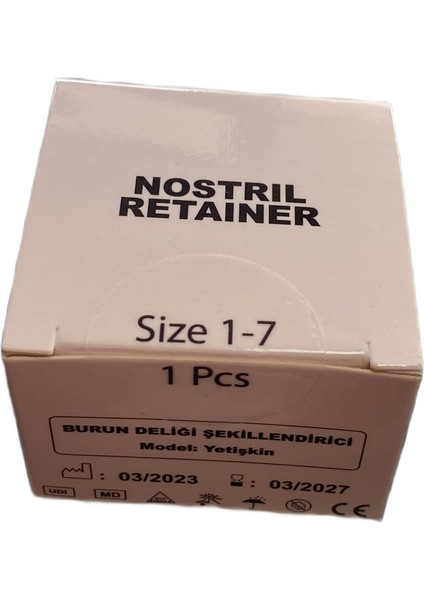 NOSTRIL
RETAINER
Size 1-7
1 Pcs
BURUN DELİĞİ ŞEKİLLENDİRİCİ
Model: Yetişkin
: 03/2023 : 03/2027
UDI MD CE